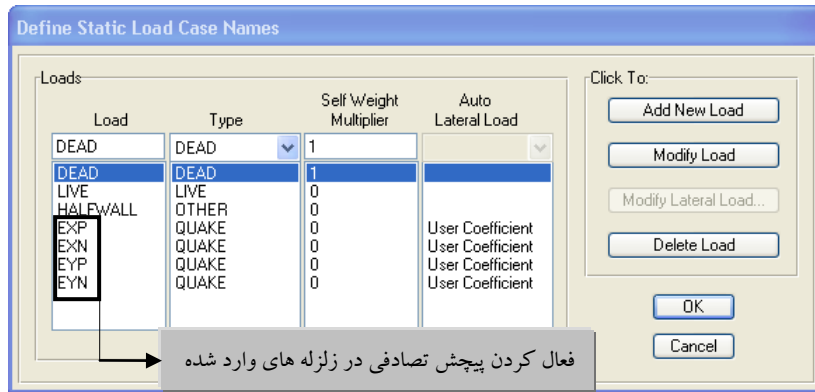 Define Static Load Case Names
Loads
Click To:
Load Type Self Weight Multiplier Auto Lateral Load
DEAD DEAD 1
DEAD DEAD 1
LIVE LIVE 0
HALFWALL OTHER 0
EXP QUAKE 0 User Coefficient
EXN QUAKE 0 User Coefficient
EYP QUAKE 0 User Coefficient
EYN QUAKE 0 User Coefficient
Add New Load
Modify Load
Modify Lateral Load...
Delete Load
OK
Cancel
فعال کردن پیچش تصادفی در زلزله های وارد شده